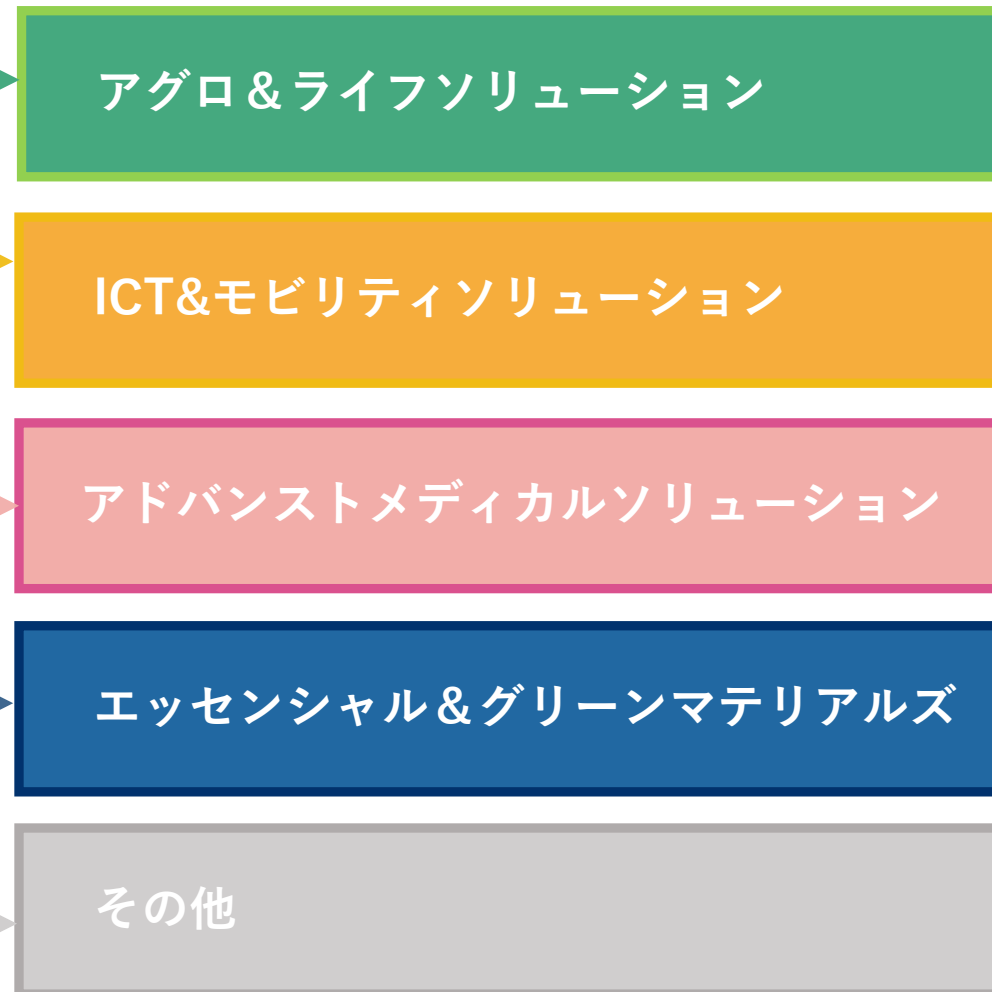 アグロ＆ライフソリューション
ICT&モビリティソリューション
アドバンストメディカルソリューション
エッセンシャル＆グリーンマテリアルズ
その他